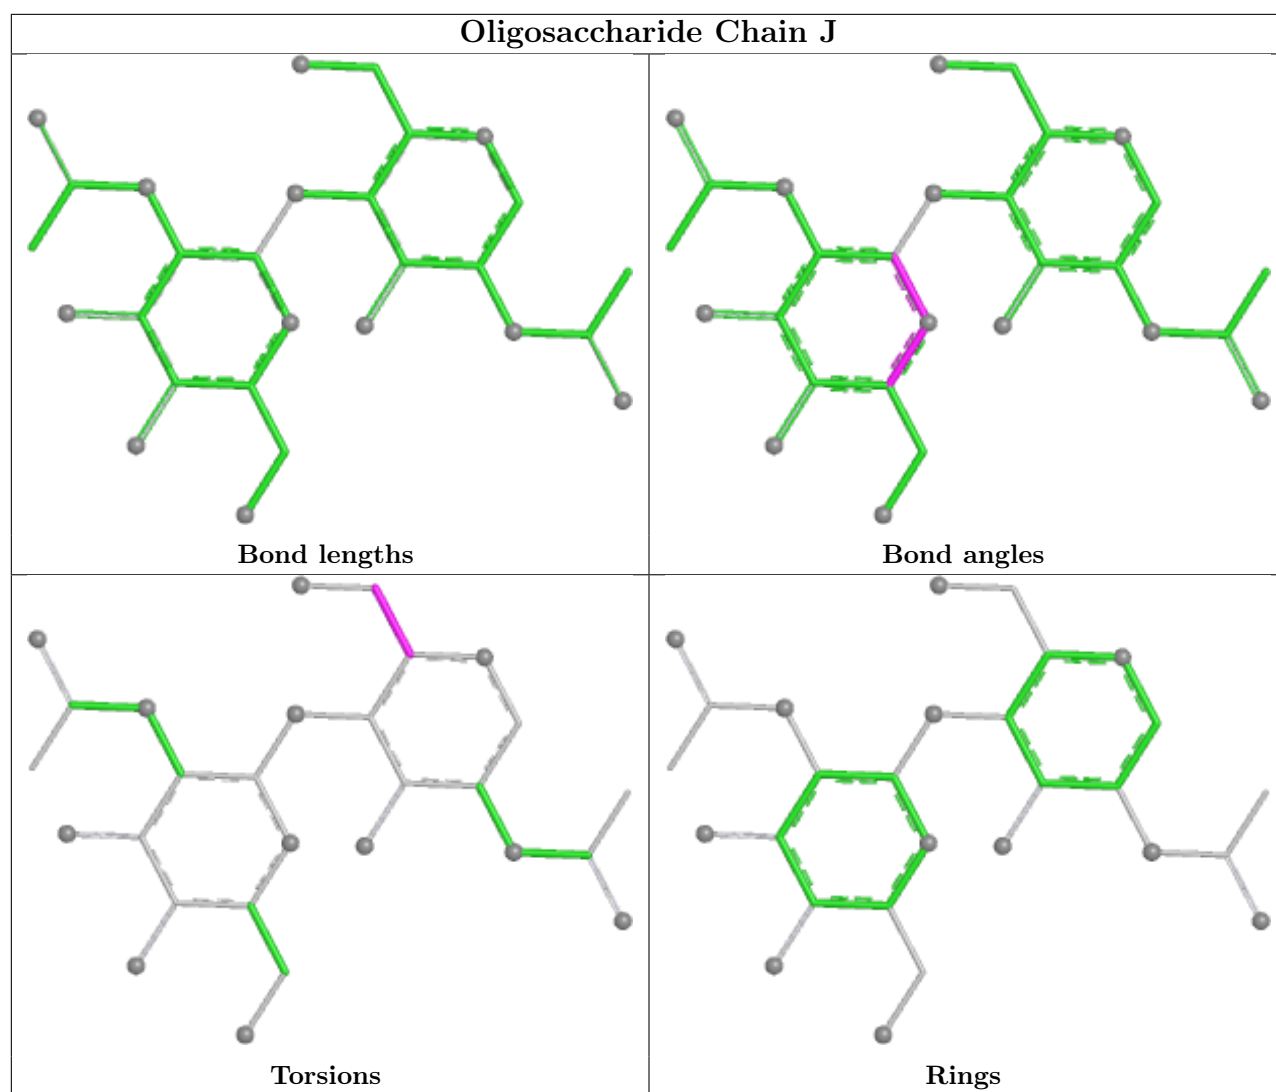 Oligosaccharide Chain J
Bond lengths
Bond angles
Torsions
Rings